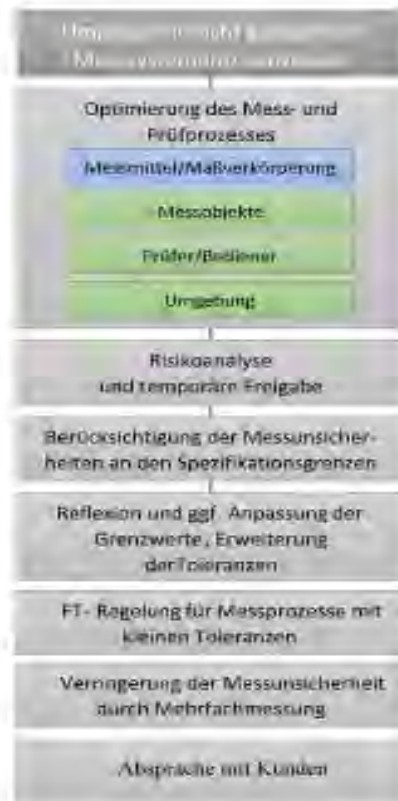 Optimierung des Mess- und
Prüfprozesses
Messmittel/Maßverkörperung
Messobjekte
Prüfer/Bediener
Umgebung
Risikoanalyse
und temporäre Freigabe
Berücksichtigung der Messunsicher-
heiten an den Spezifikationsgrenzen
Reflexion und ggf. Anpassung der
Grenzwerte, Erweiterung
derToleranzen
FT- Regelung für Messprozesse mit
kleinen Toleranzen
Verringerung der Messunsicherheit
durch Mehrfachmessung
Absprache mit Kunden